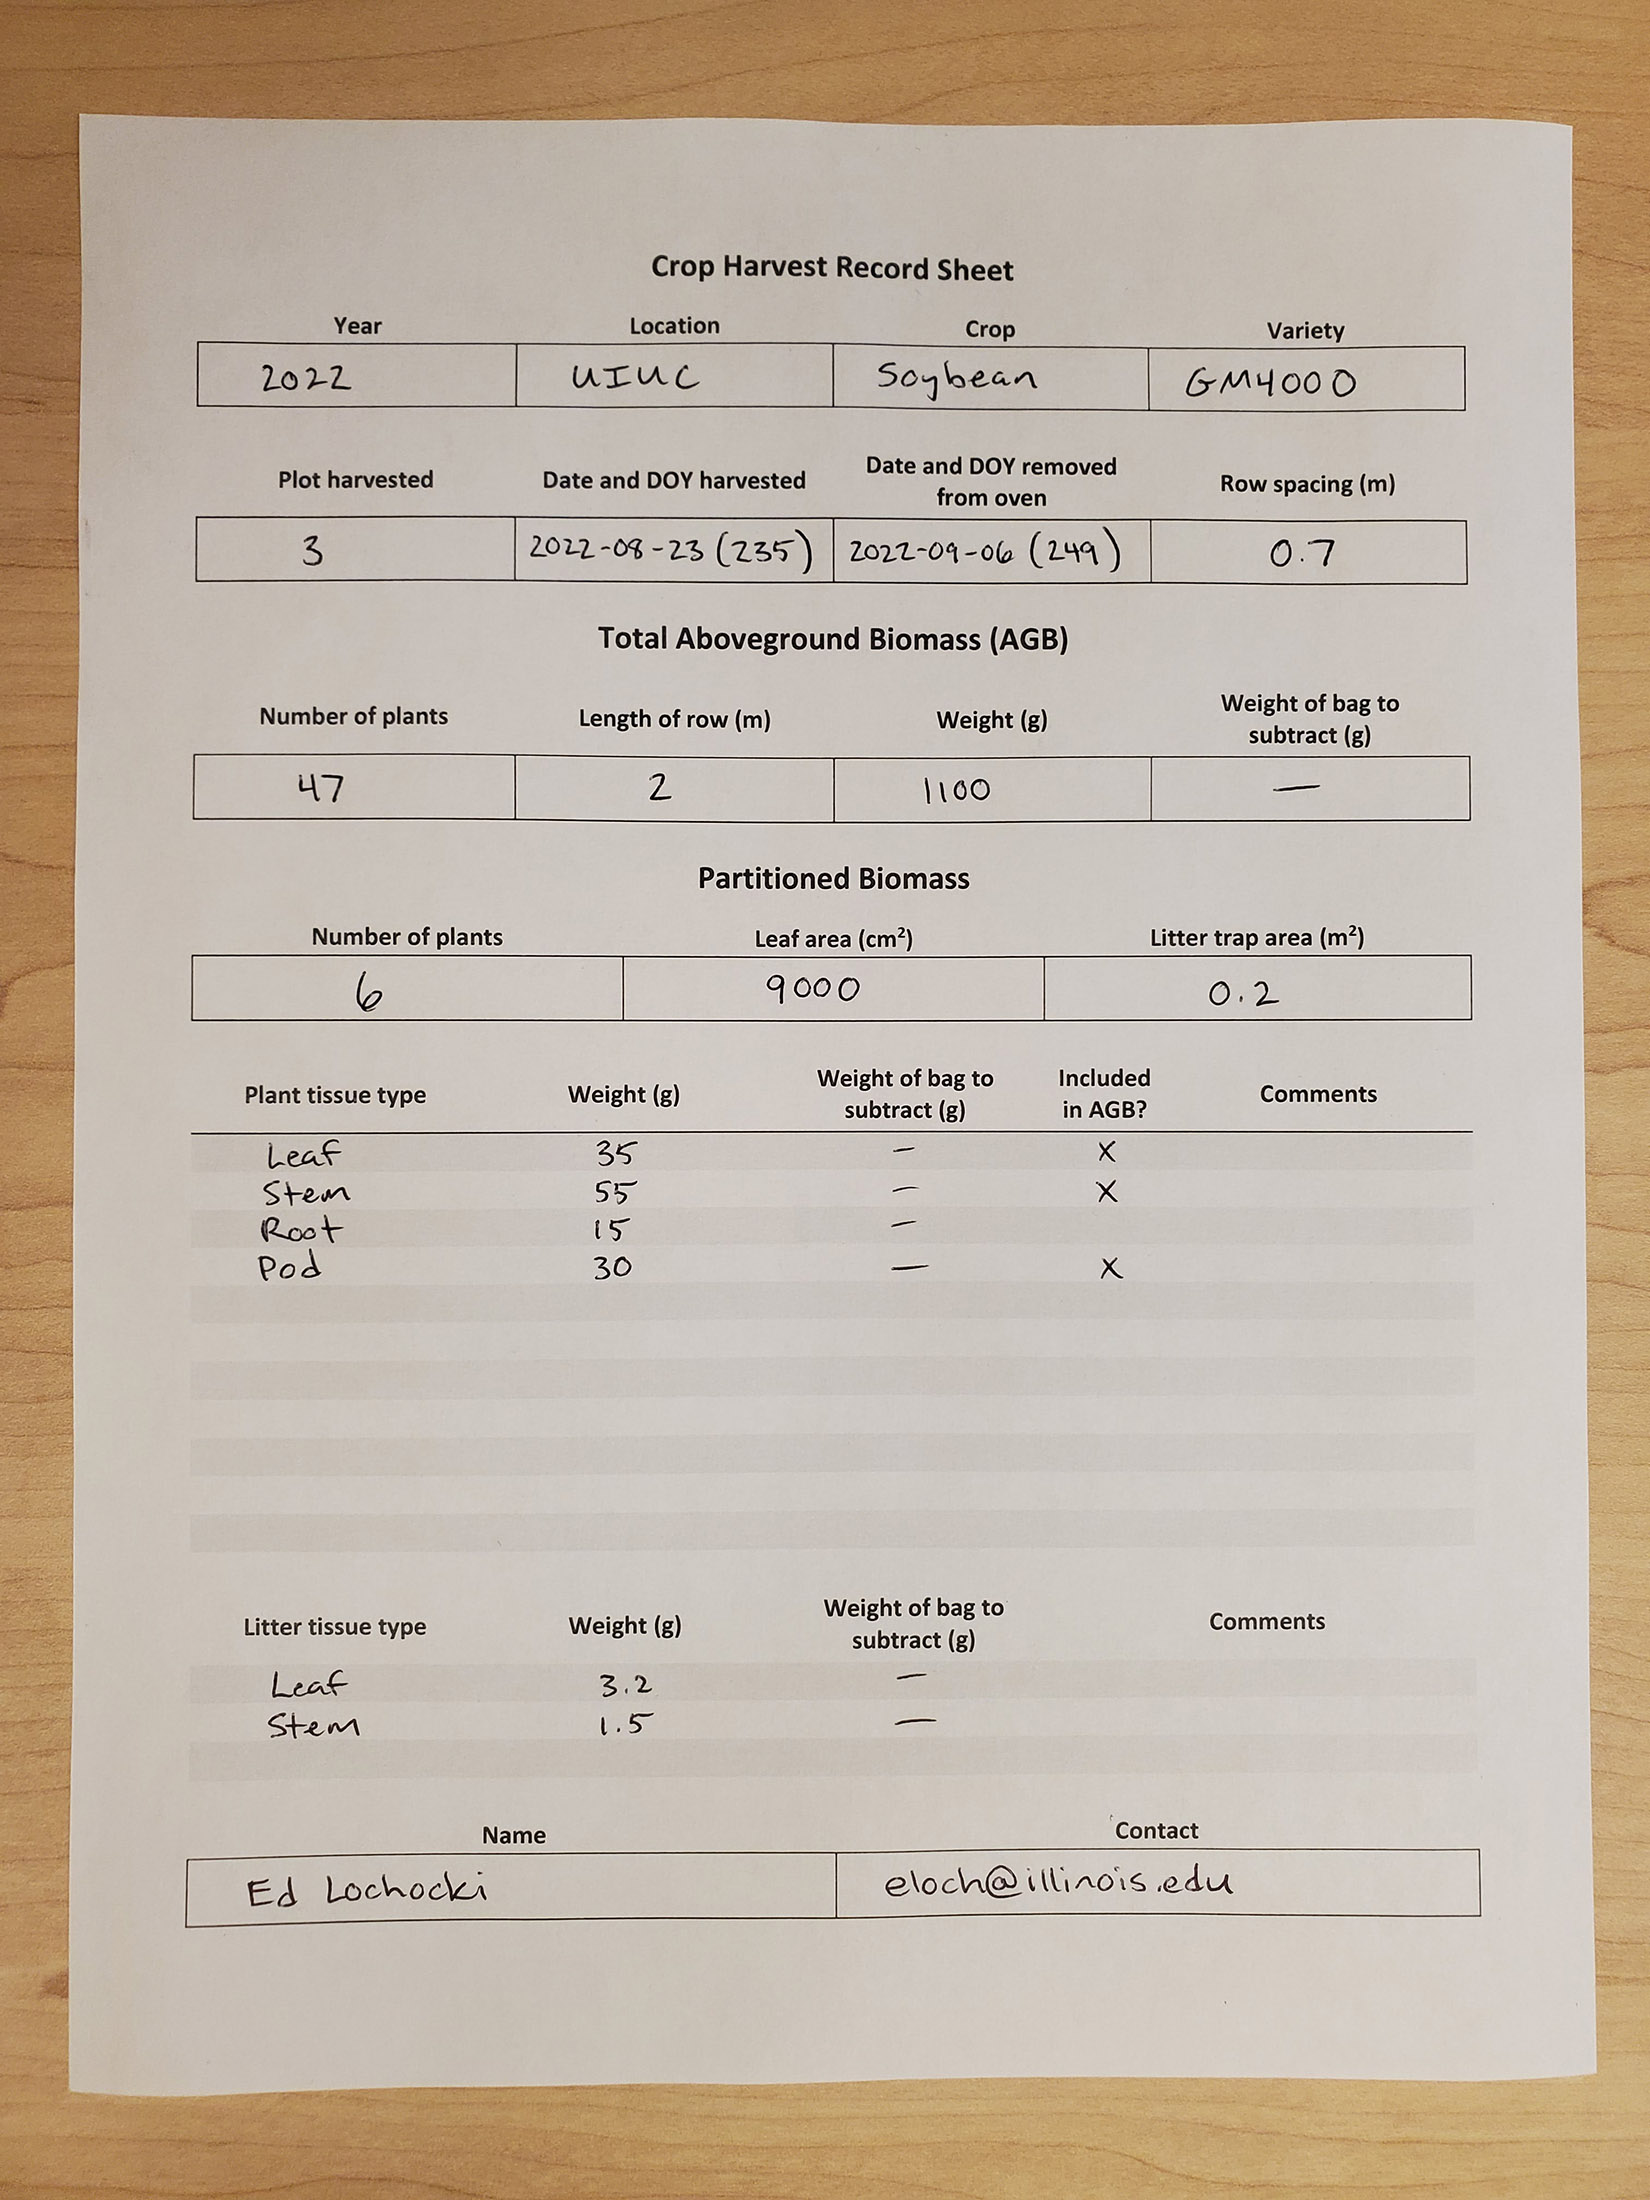 Crop Harvest Record Sheet
Year Location Crop Variety
2022 UIUC Soybean GM4000
Plot harvested Date and DOY harvested Date and DOY removed from oven Row spacing (m)
3 2022-08-23 (235) 2022-09-06 (249) 0.7
Total Aboveground Biomass (AGB)
Number of plants Length of row (m) Weight (g) Weight of bag to subtract (g)
47 2 1100 —
Partitioned Biomass
Number of plants Leaf area (cm²) Litter trap area (m²)
6 9000 0.2
Plant tissue type Weight (g) Weight of bag to subtract (g) Included in AGB? Comments
Leaf 35 — X
Stem 55 — X
Root 15 —
Pod 30 — X
Litter tissue type Weight (g) Weight of bag to subtract (g) Comments
Leaf 3.2 —
Stem 1.5 —
Name Contact
Ed Lochocki eloch@illinois.edu